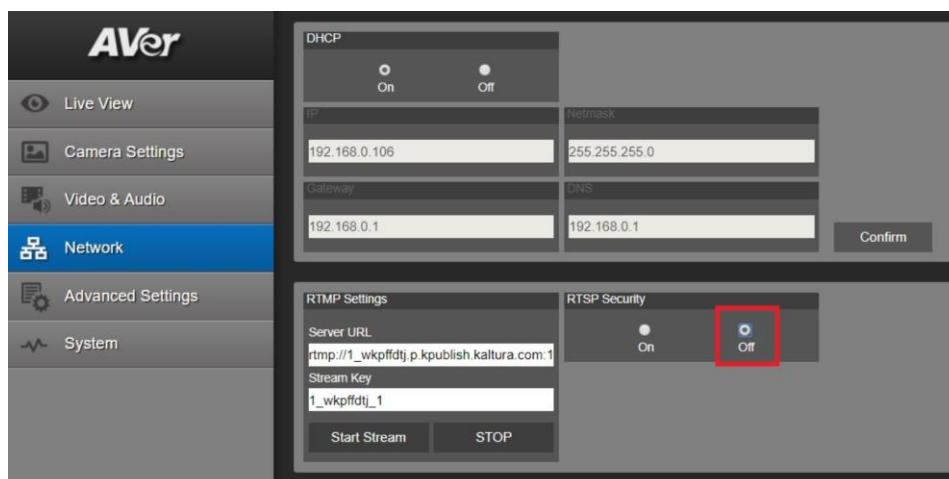 AVer
Live View
Camera Settings
Video & Audio
Network
Advanced Settings
System
DHCP
On Off
IP Netmask
192.168.0.106 255.255.255.0
Gateway DNS
192.168.0.1 192.168.0.1
Confirm
RTMP Settings
Server URL
rtmp://1_wkpffdtj.p.kpublish.kaltura.com:1
Stream Key
1_wkpffdtj_1
Start Stream STOP
RTSP Security
On Off